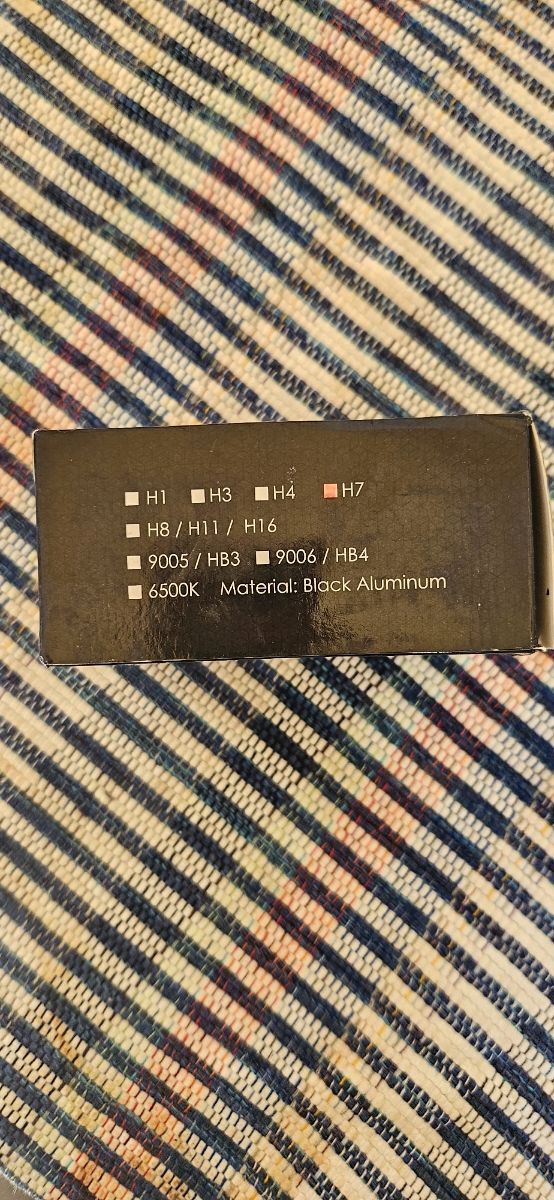 H1 H3 H4 H7
H8 / H11 / H16
9005 / HB3 9006 / HB4
6500K Material: Black Aluminum